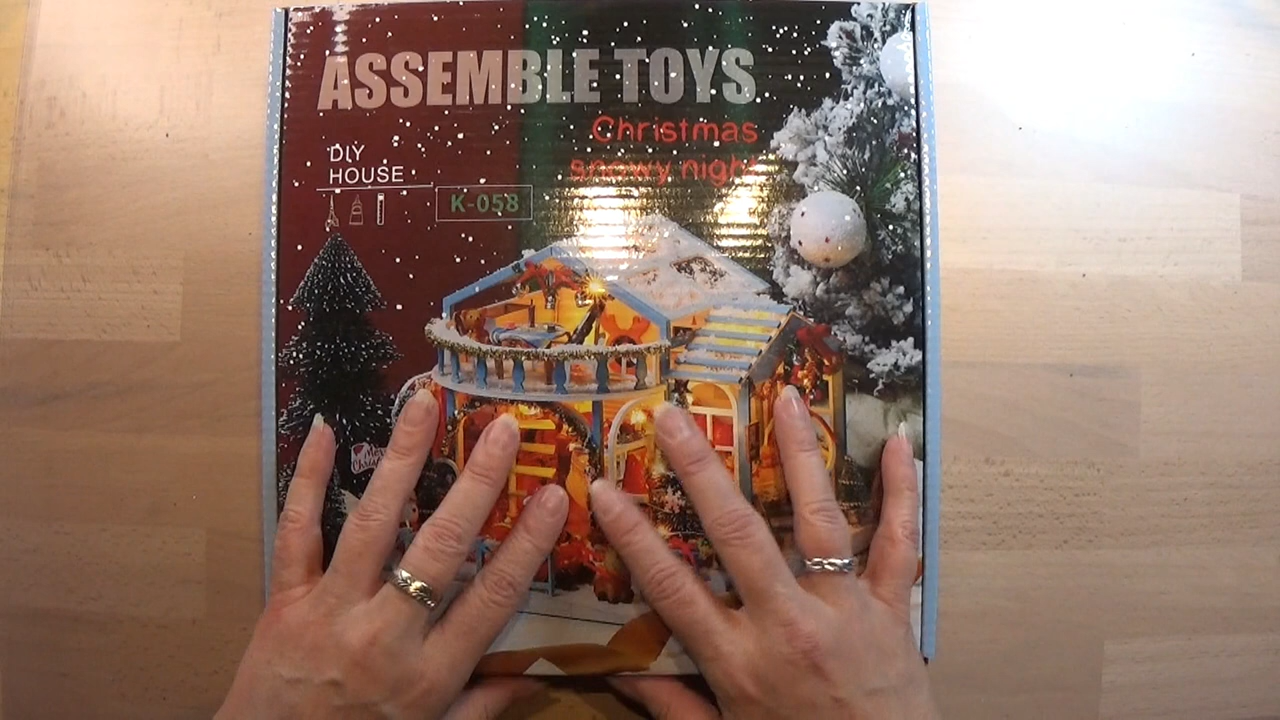 ASSEMBLE TOYS
Christmas
snowy night
DIY
HOUSE
K-058